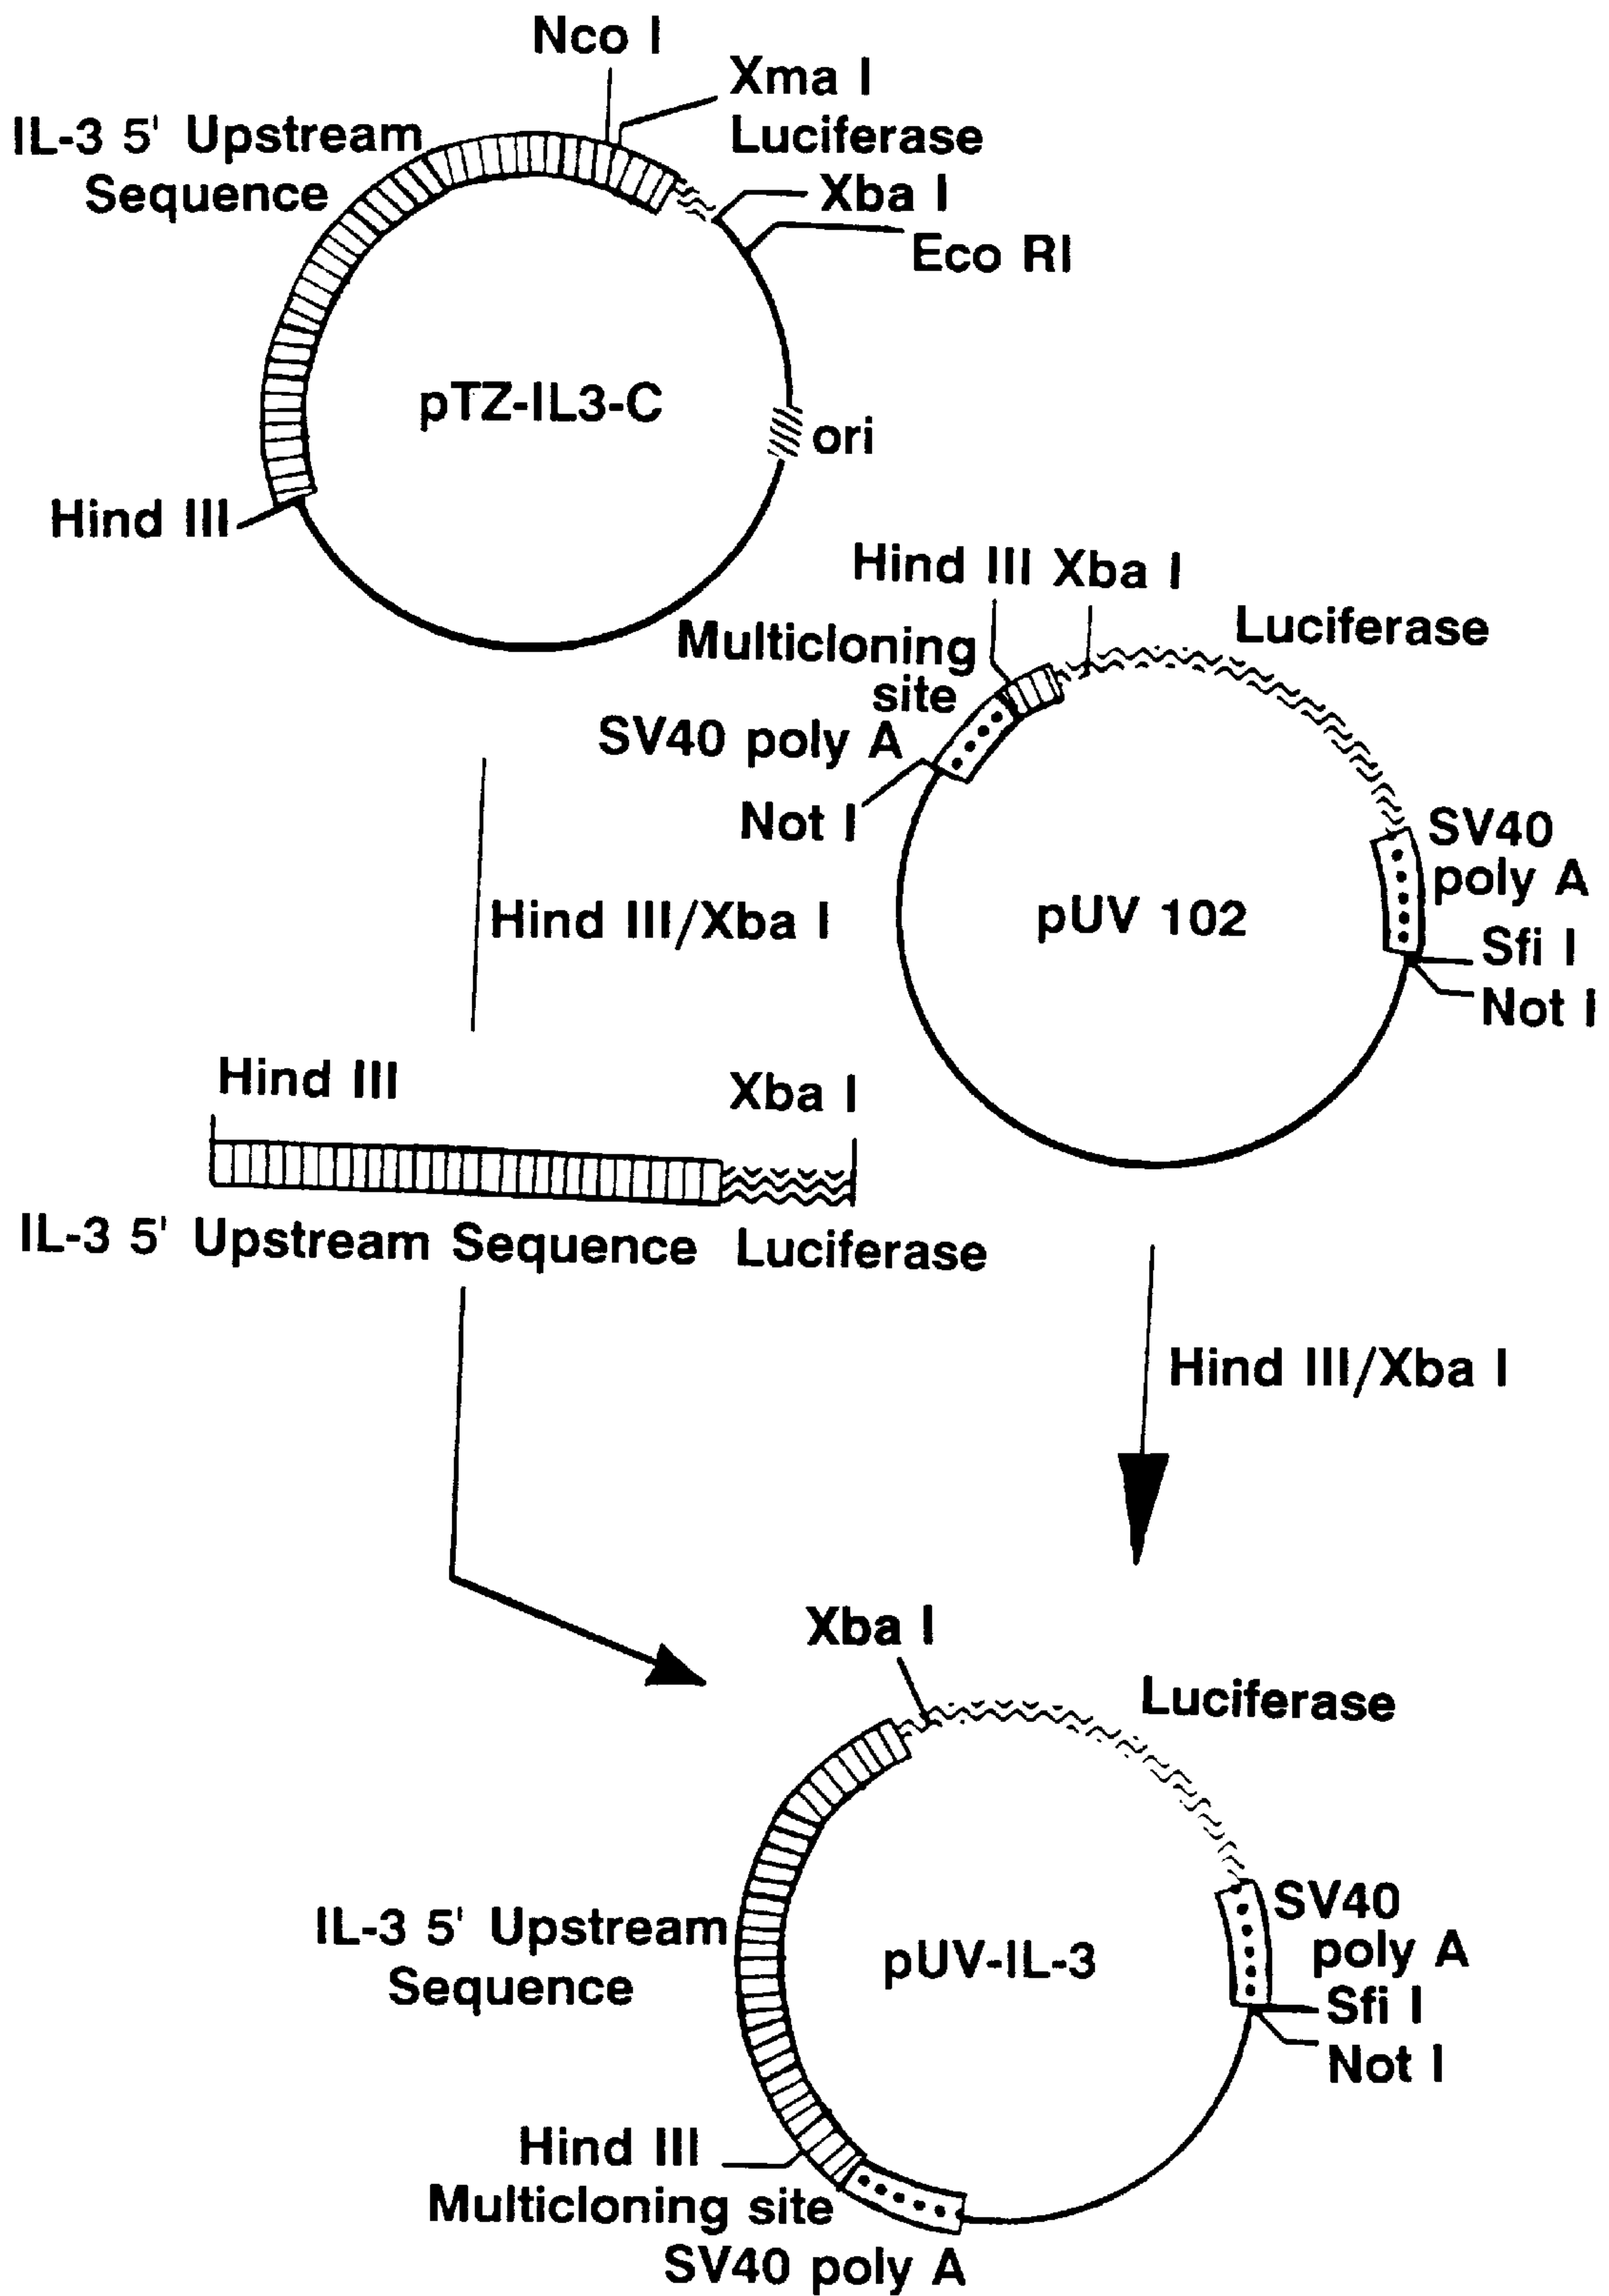 Nco I
Xma I
IL-3 5' Upstream
Sequence
Luciferase
Xba I
Eco RI
pTZ-IL3-C
ori
Hind III
Hind III Xba I
Luciferase
Multicloning
site
SV40 poly A
Not I
SV40
poly A
pUV 102
Sfi I
Not I
Hind III/Xba I
Hind III
Xba I
IL-3 5' Upstream Sequence Luciferase
Hind III/Xba I
Xba I
Luciferase
IL-3 5' Upstream
Sequence
pUV-IL-3
SV40
poly A
Sfi I
Not I
Hind III
Multicloning site
SV40 poly A